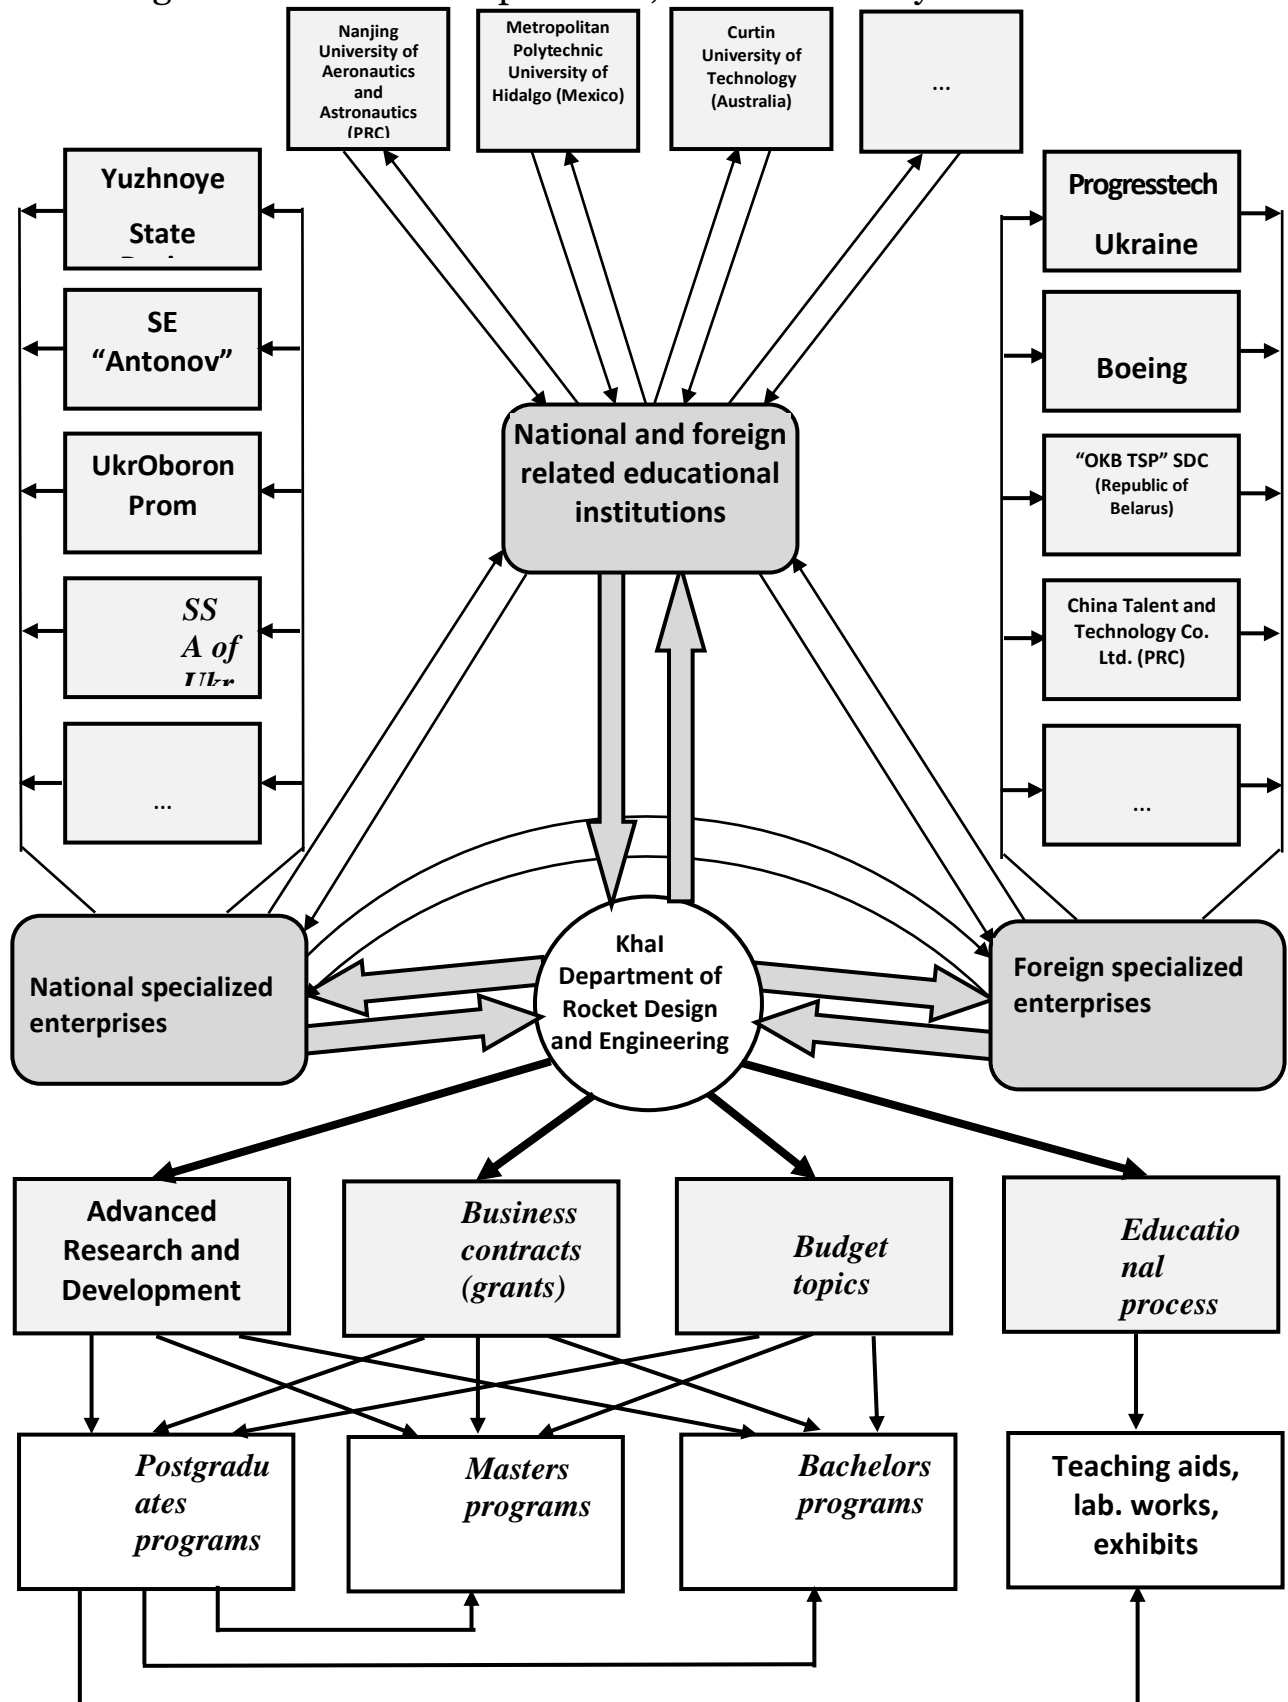 Nanjing
University of
Aeronautics
and
Astronautics
(PRC)
Metropolitan
Polytechnic
University of
Hidalgo (Mexico)
Curtin
University of
Technology
(Australia)
...
Yuzhnoye
State
SE
“Antonov”
UkrOboron
Prom
SS
A of
Ukr
...
Progresstech
Ukraine
Boeing
“OKB TSP” SDC
(Republic of
Belarus)
China Talent and
Technology Co.
Ltd. (PRC)
...
National and foreign
related educational
institutions
National specialized
enterprises
KhaI
Department of
Rocket Design
and Engineering
Foreign specialized
enterprises
Advanced
Research and
Development
Business
contracts
(grants)
Budget
topics
Educatio
nal
process
Postgradu
ates
programs
Masters
programs
Bachelors
programs
Teaching aids,
lab. works,
exhibits